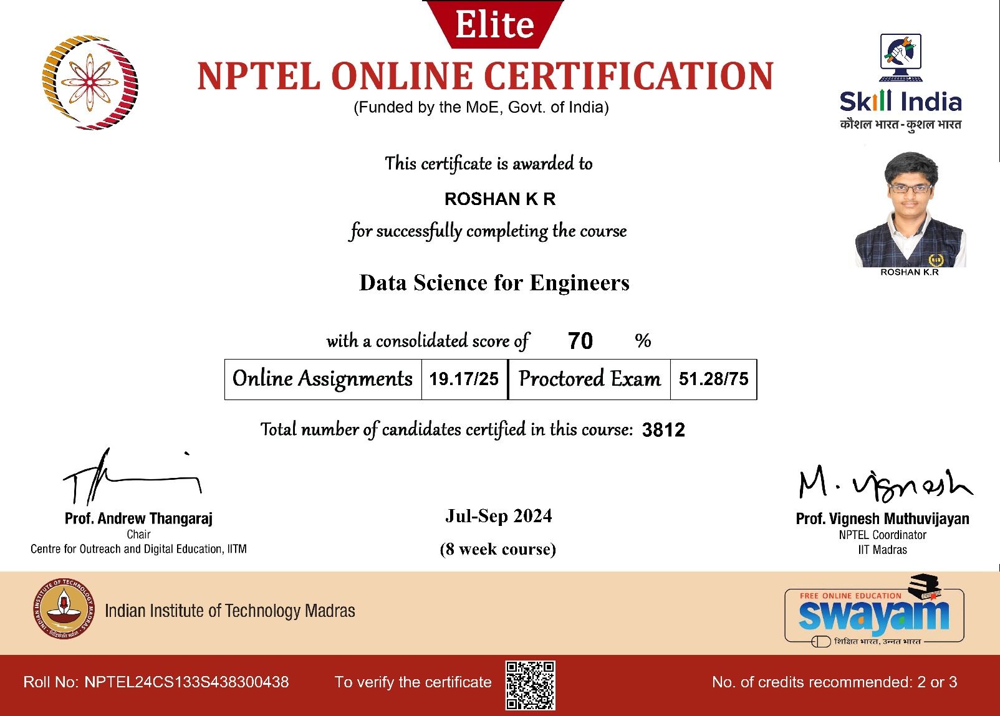 Elite
NPTEL ONLINE CERTIFICATION
(Funded by the MoE, Govt. of India)
Skill India
कौशल भारत - कुशल भारत
This certificate is awarded to
ROSHAN K R
for successfully completing the course
ROSHAN K.R
Data Science for Engineers
with a consolidated score of 70 %
Online Assignments 19.17/25 Proctored Exam 51.28/75
Total number of candidates certified in this course: 3812
M. Vignesh
Prof. Andrew Thangaraj
Chair
Centre for Outreach and Digital Education, IITM
Jul-Sep 2024
(8 week course)
Prof. Vignesh Muthuvijayan
NPTEL Coordinator
IIT Madras
INDIAN INSTITUTE OF TECHNOLOGY MADRAS
Indian Institute of Technology Madras
FREE ONLINE EDUCATION
swayam
शिक्षित भारत, उन्नत भारत
Roll No: NPTEL24CS133S438300438
To verify the certificate
No. of credits recommended: 2 or 3